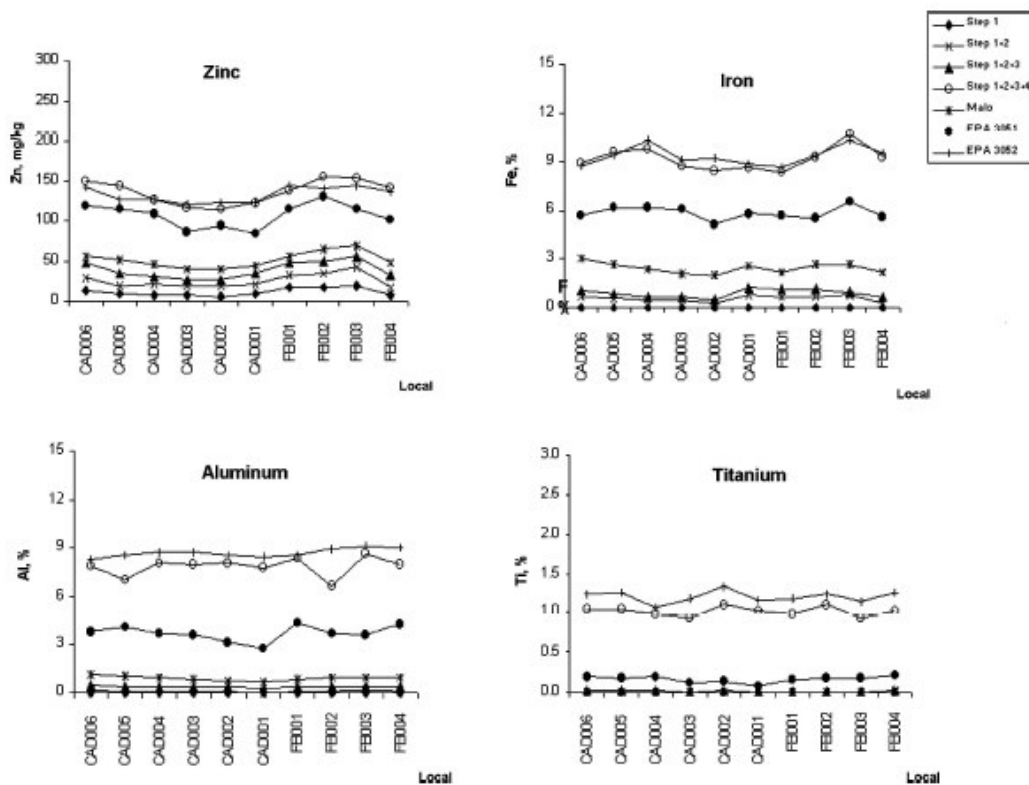 Step 1
Step 1-2
Step 1-2-3
Step 1-2-3-4
Malo
EPA 3051
EPA 3052
Zinc
Zn, mg/kg
300
250
200
150
100
50
0
CAD006
CAD005
CAD004
CAD003
CAD002
CAD001
FB001
FB002
FB003
FB004
Local
Iron
Fe, %
15
12
9
6
3
0
CAD006
CAD005
CAD004
CAD003
CAD002
CAD001
FB001
FB002
FB003
FB004
Local
Aluminum
Al, %
15
12
9
6
3
0
CAD006
CAD005
CAD004
CAD003
CAD002
CAD001
FB001
FB002
FB003
FB004
Local
Titanium
Ti, %
3.0
2.5
2.0
1.5
1.0
0.5
0.0
CAD006
CAD005
CAD004
CAD003
CAD002
CAD001
FB001
FB002
FB003
FB004
Local